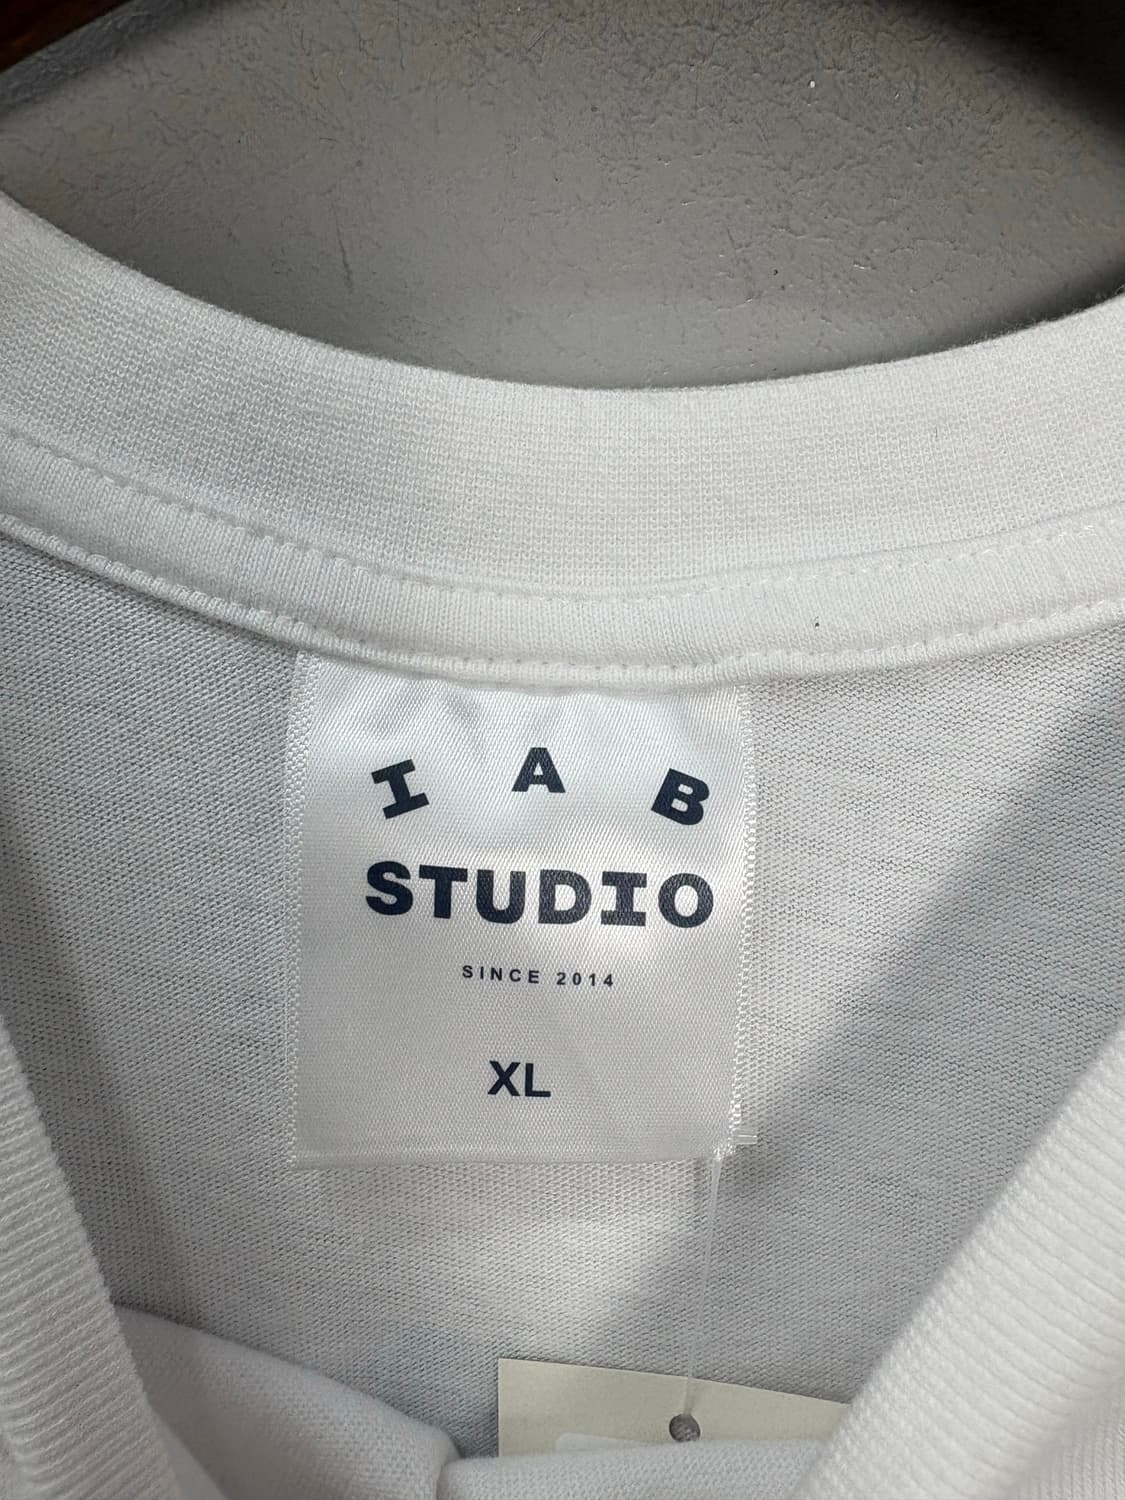 I A B
STUDIO
SINCE 2014
XL